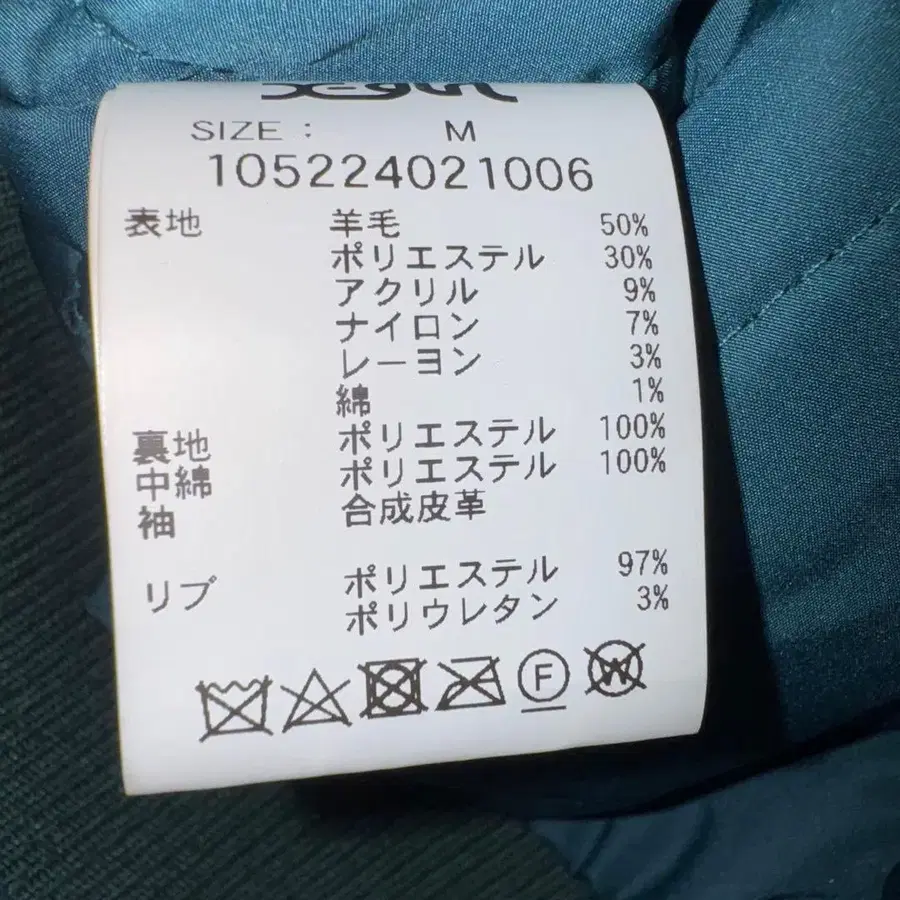 X-girl
SIZE : M
105224021006
表地 羊毛 50%
ポリエステル 30%
アクリル 9%
ナイロン 7%
レーヨン 3%
綿 1%
裏地 ポリエステル 100%
中綿 ポリエステル 100%
袖 合成皮革
リブ ポリエステル 97%
ポリウレタン 3%
F W